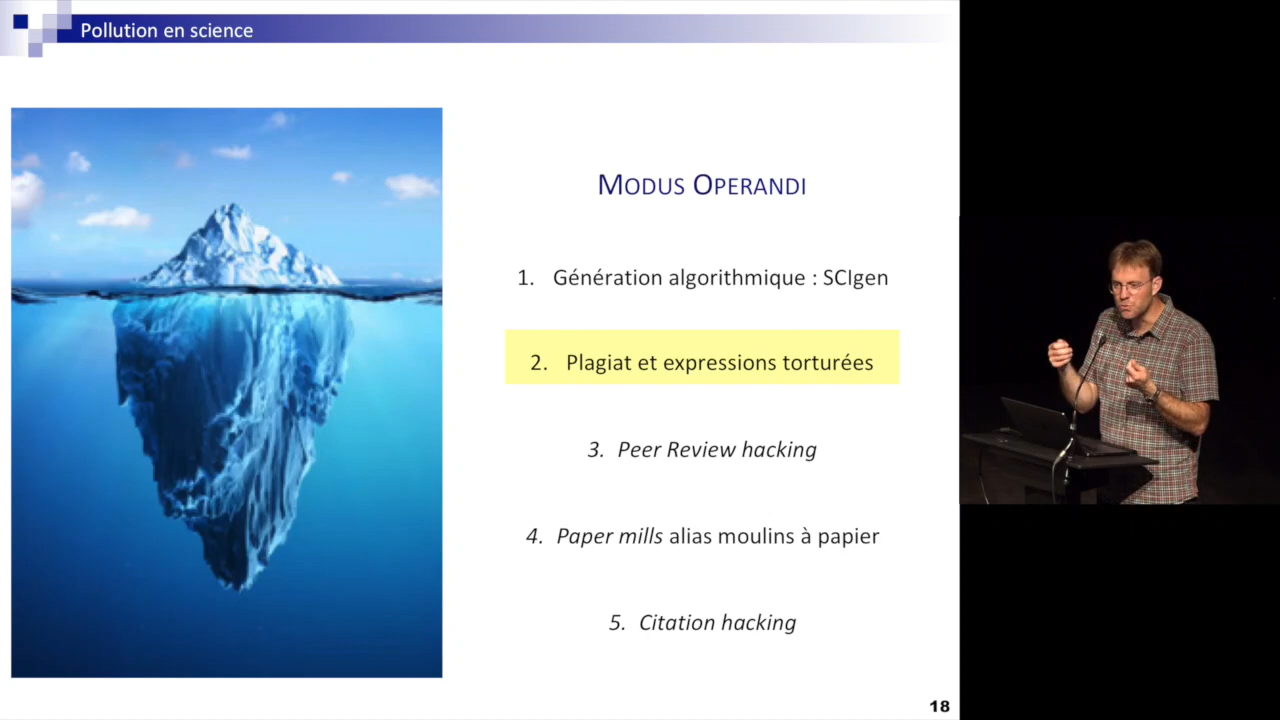 Pollution en science
Modus Operandi
1. Génération algorithmique : SCIgen
2. Plagiat et expressions torturées
3. Peer Review hacking
4. Paper mills alias moulins à papier
5. Citation hacking
18